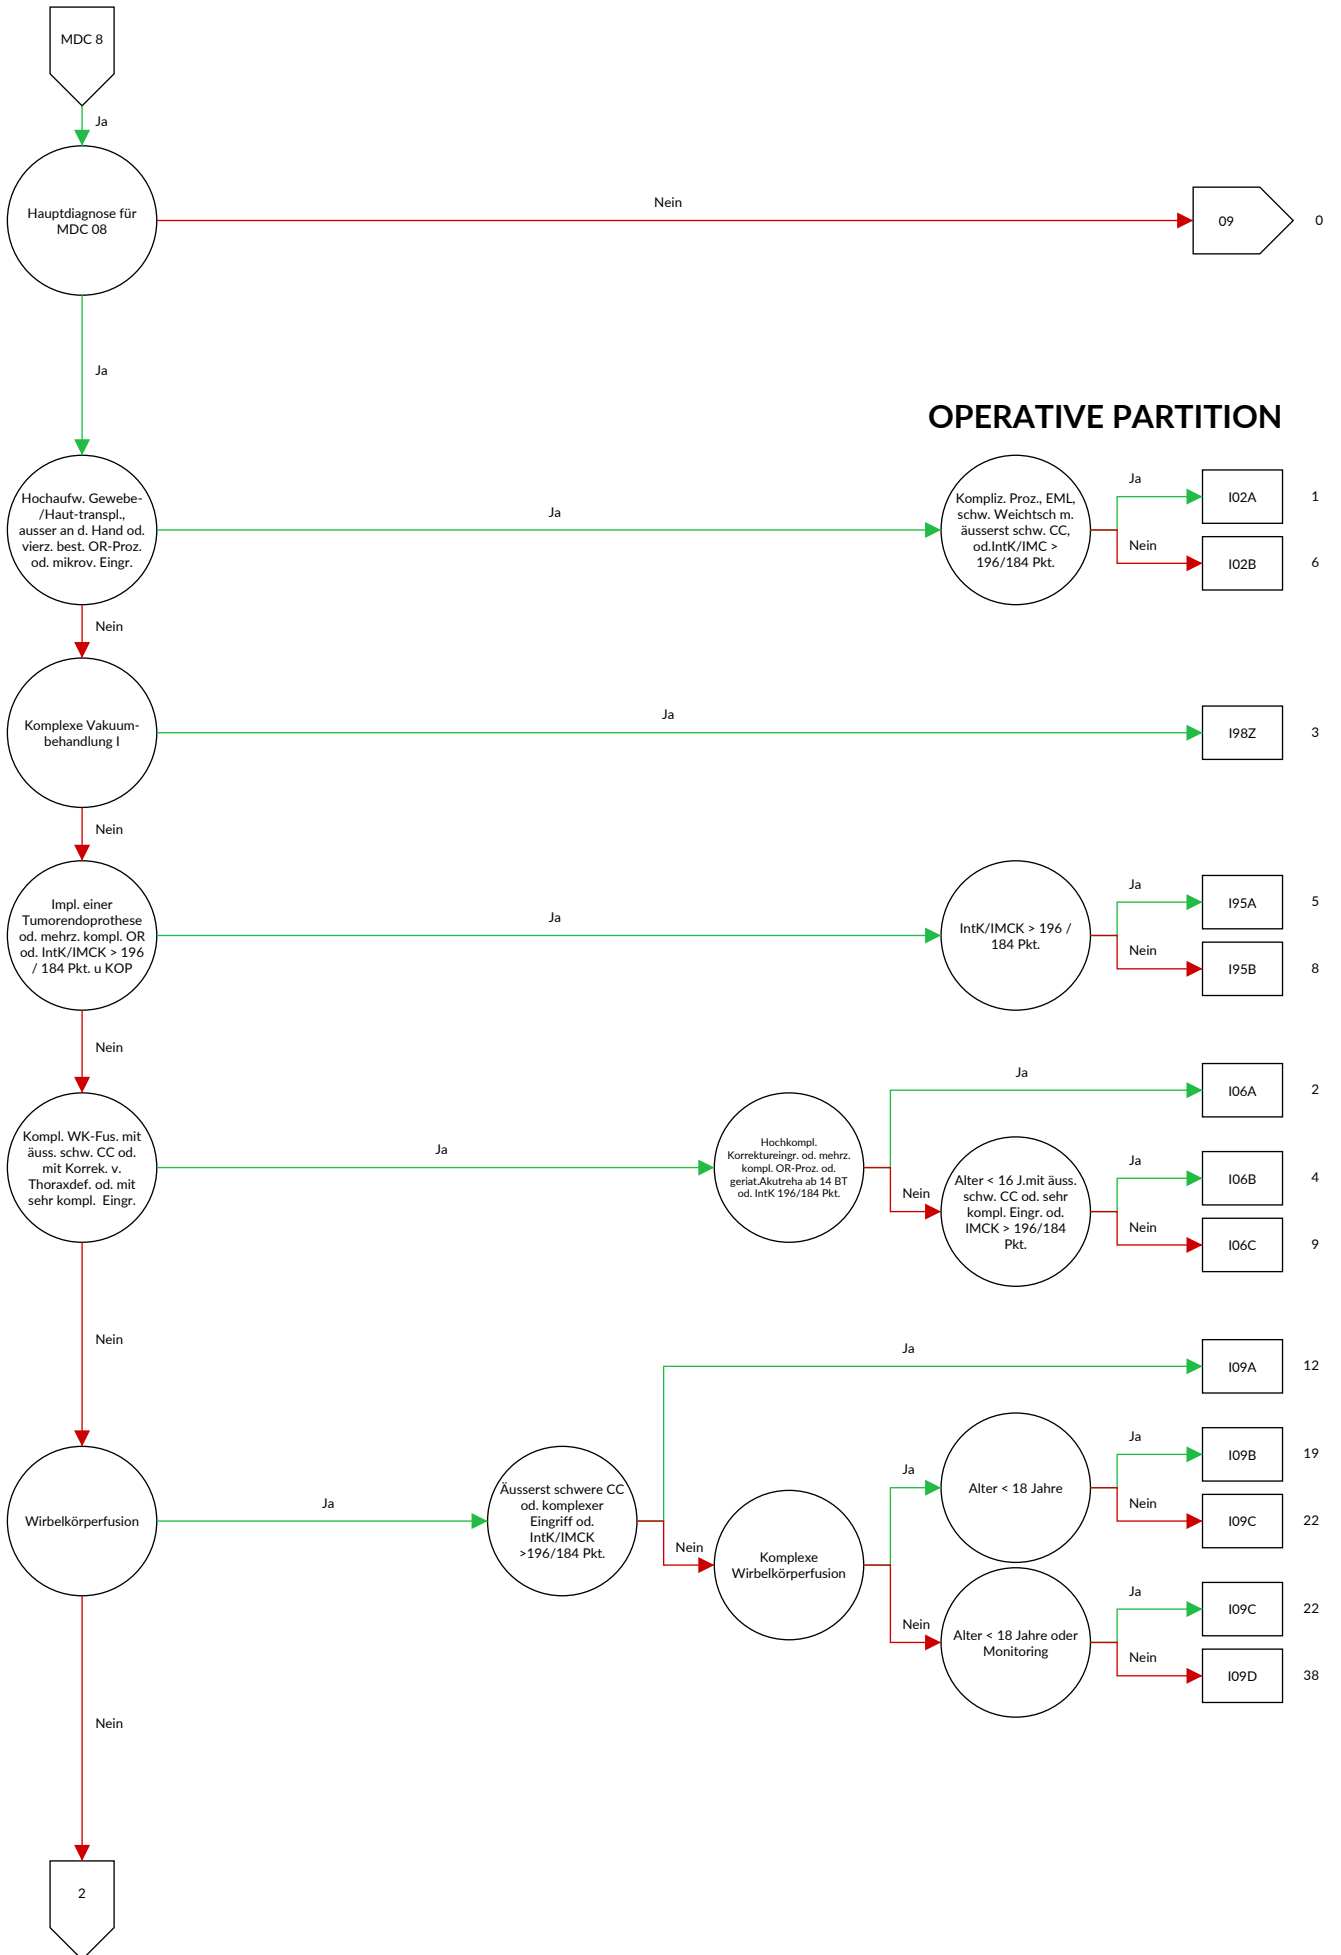 MDC 8
Ja
Hauptdiagnose für
MDC 08
Nein
09
0
Ja
OPERATIVE PARTITION
Hochaufw. Gewebe-
/Haut-transpl.,
ausser an d. Hand od.
vierz. best. OR-Proz.
od. mikrov. Eingr.
Ja
Kompliz. Proz., EML,
schw. Weichtsch m.
äusserst schw. CC,
od.IntK/IMC >
196/184 Pkt.
Ja
I02A
1
Nein
I02B
6
Nein
Komplexe Vakuum-
behandlung I
Ja
I98Z
3
Nein
Impl. einer
Tumorendoprothese
od. mehrz. kompl. OR
od. IntK/IMCK > 196
/ 184 Pkt. u KOP
Ja
IntK/IMCK > 196 /
184 Pkt.
Ja
I95A
5
Nein
I95B
8
Nein
Kompl. WK-Fus. mit
äuss. schw. CC od.
mit Korrek. v.
Thoraxdef. od. mit
sehr kompl.  Eingr.
Ja
Hochkompl.
Korrektureingr. od. mehrz.
kompl. OR-Proz. od.
geriat.Akutreha ab 14 BT
od. IntK 196/184 Pkt.
Ja
I06A
2
Nein
Alter < 16 J.mit äuss.
schw. CC od. sehr
kompl. Eingr. od.
IMCK > 196/184
Pkt.
Ja
I06B
4
Nein
I06C
9
Nein
Wirbelkörperfusion
Ja
Äusserst schwere CC
od. komplexer
Eingriff od.
IntK/IMCK
>196/184 Pkt.
Ja
I09A
12
Nein
Komplexe
Wirbelkörperfusion
Ja
Alter < 18 Jahre
Ja
I09B
19
Nein
I09C
22
Nein
Alter < 18 Jahre oder
Monitoring
Ja
I09C
22
Nein
I09D
38
Nein
2